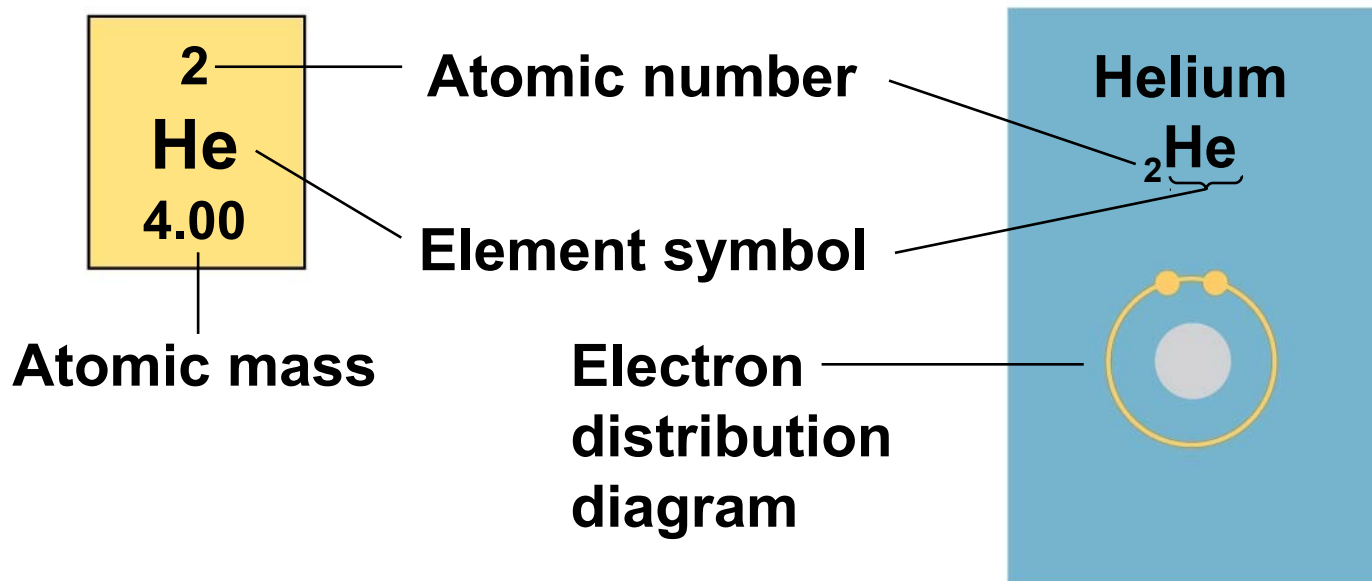 2
He
4.00
Atomic mass
Atomic number
Element symbol
Electron
distribution
diagram
Helium
₂He